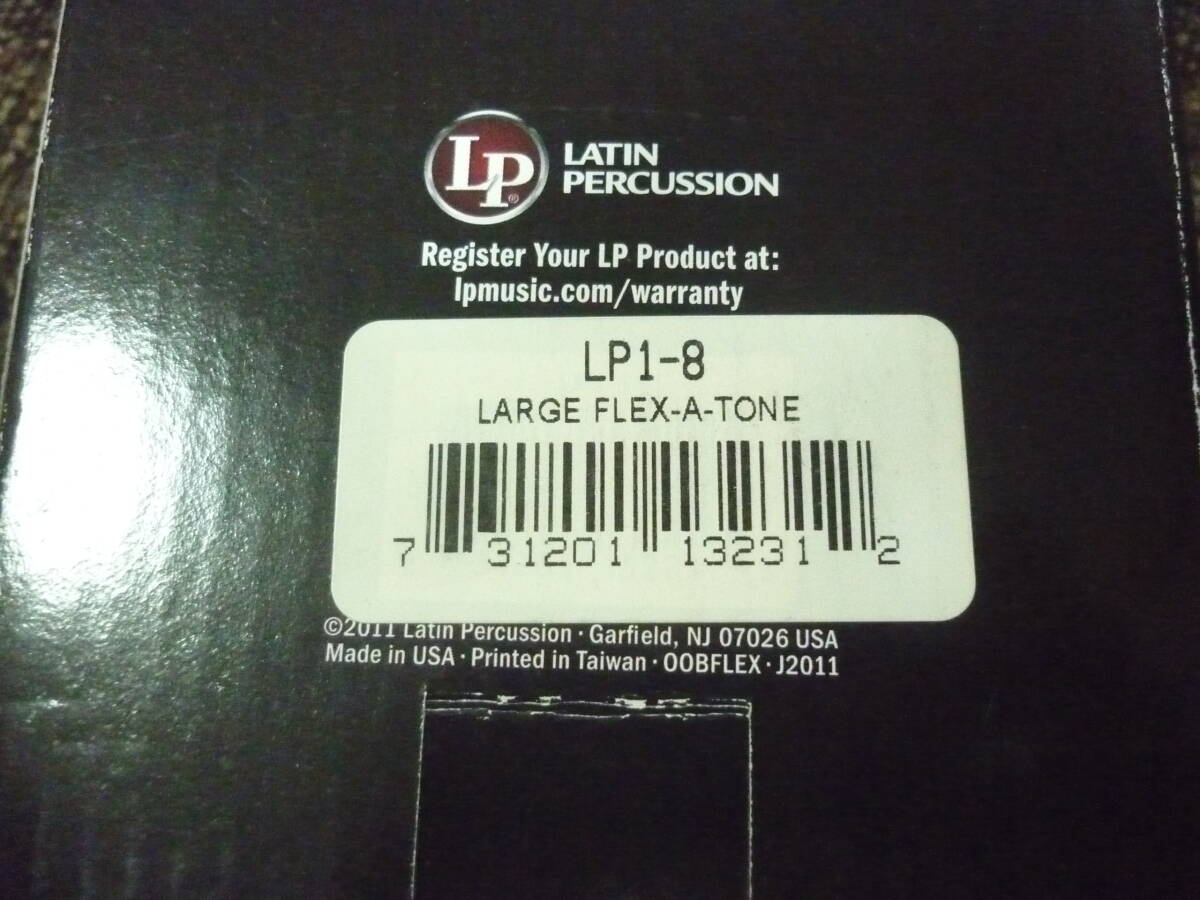 LP®
LATIN
PERCUSSION
Register Your LP Product at:
lpmusic.com/warranty
LP1-8
LARGE FLEX-A-TONE
7 31201 13231 2
©2011 Latin Percussion · Garfield, NJ 07026 USA
Made in USA · Printed in Taiwan · OOBFLEX · J2011